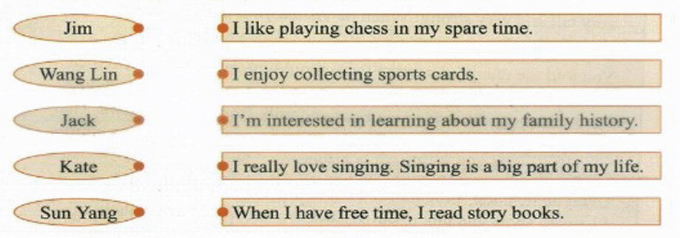 Jim
I like playing chess in my spare time.
Wang Lin
I enjoy collecting sports cards.
Jack
I'm interested in learning about my family history.
Kate
I really love singing. Singing is a big part of my life.
Sun Yang
When I have free time, I read story books.